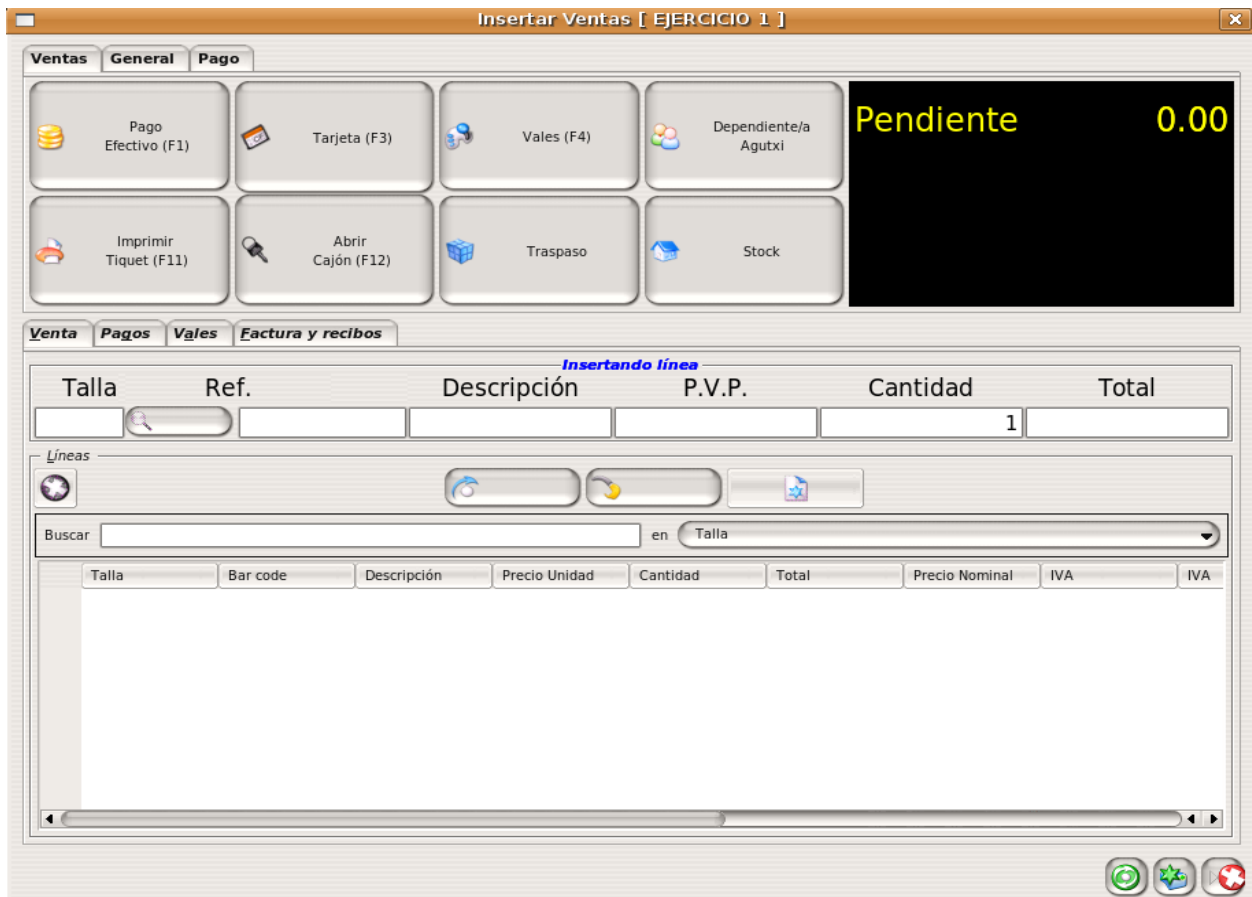 Insertar Ventas [ EJERCICIO 1 ]
Ventas General Pago
Pago
Efectivo (F1)
Tarjeta (F3)
Vales (F4)
Dependiente/a
Agutxi
Pendiente 0.00
Imprimir
Tiquet (F11)
Abrir
Cajón (F12)
Traspaso
Stock
Venta Pagos Vales Factura y recibos
Insertando línea
Talla Ref. Descripción P.V.P. Cantidad Total
1
Líneas
Buscar en Talla
Talla Bar code Descripción Precio Unidad Cantidad Total Precio Nominal IVA IVA